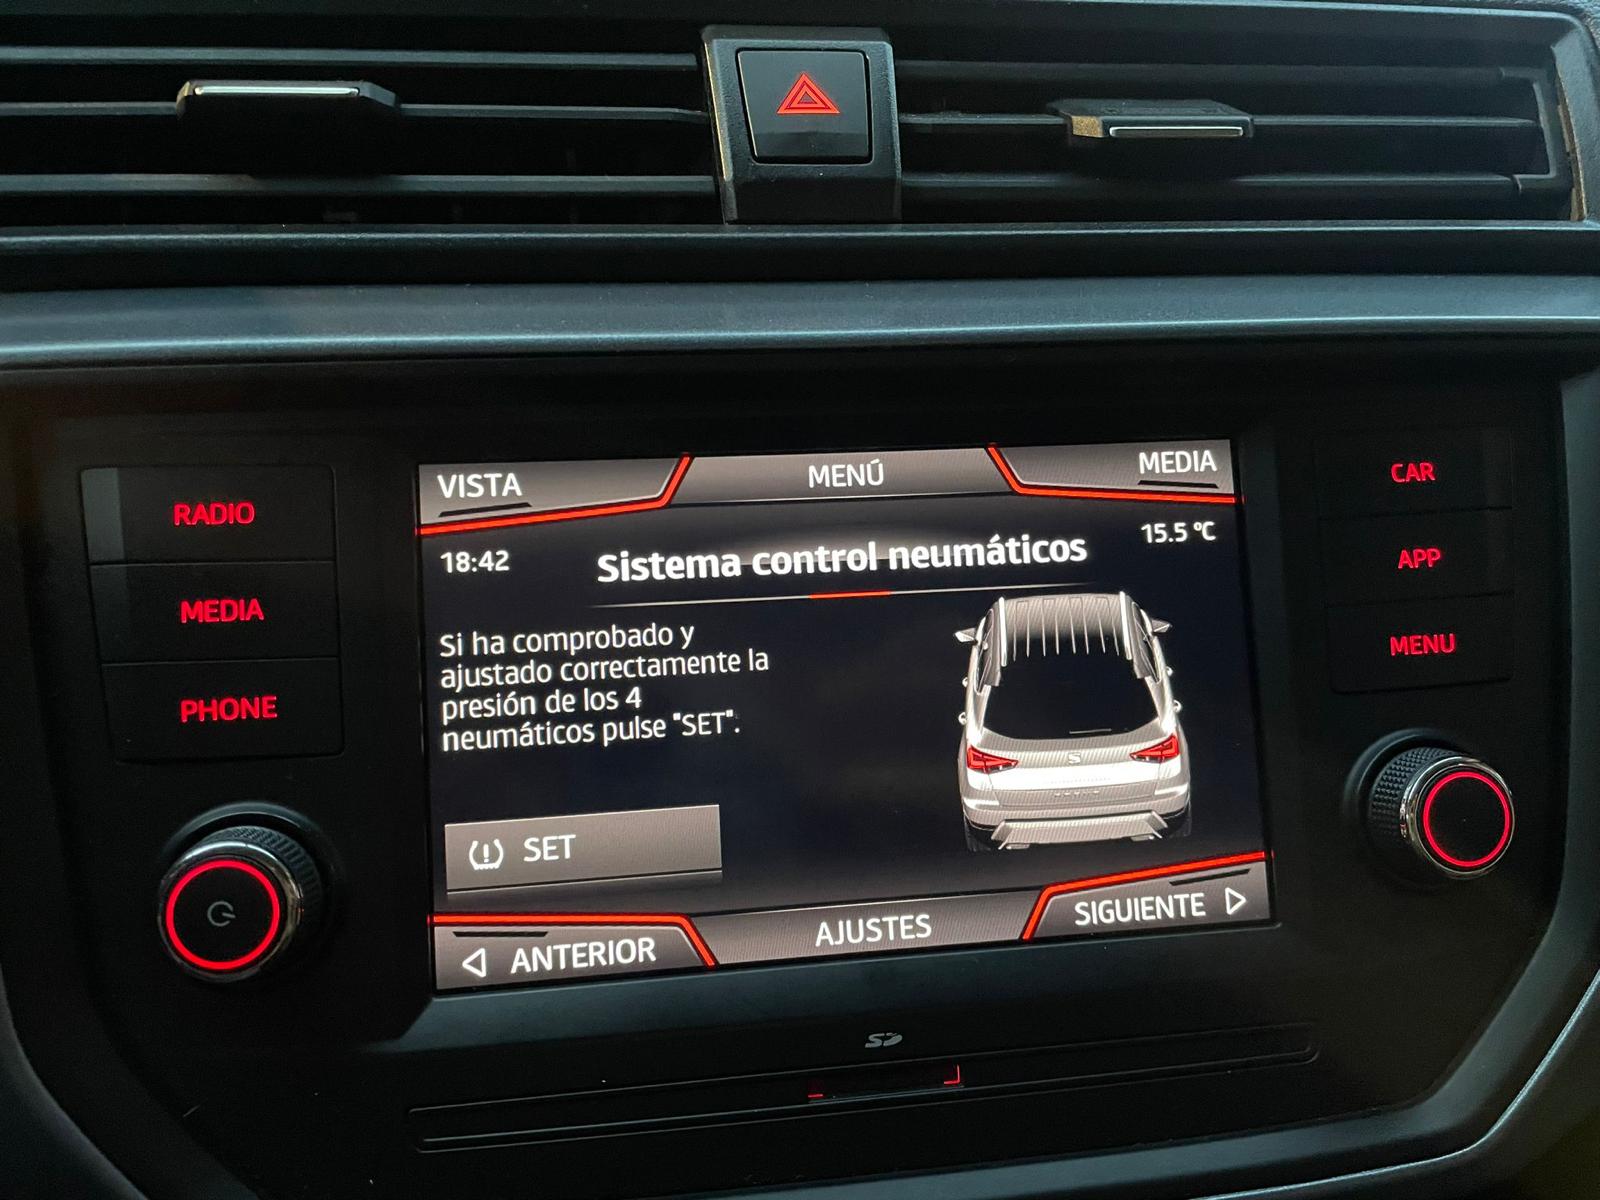 VISTA
MENÚ
MEDIA
18:42
Sistema control neumáticos
15.5 ºC
Si ha comprobado y
ajustado correctamente la
presión de los 4
neumáticos pulse "SET".
SET
ANTERIOR
AJUSTES
SIGUIENTE
RADIO
MEDIA
PHONE
CAR
APP
MENU
SD